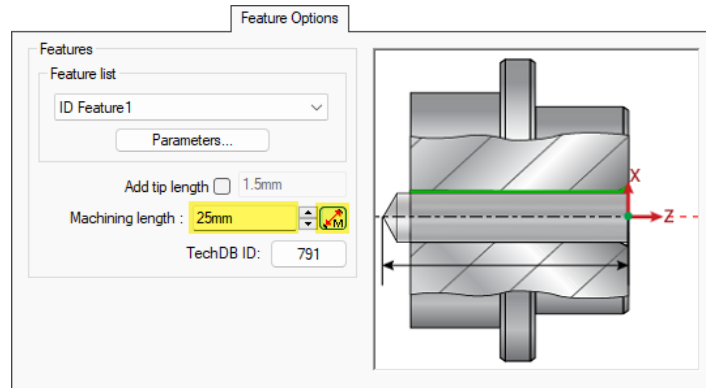 Feature Options
Features
Feature list
ID Feature1
Parameters...
Add tip length 1.5mm
Machining length : 25mm M
TechDB ID: 791
X
Z